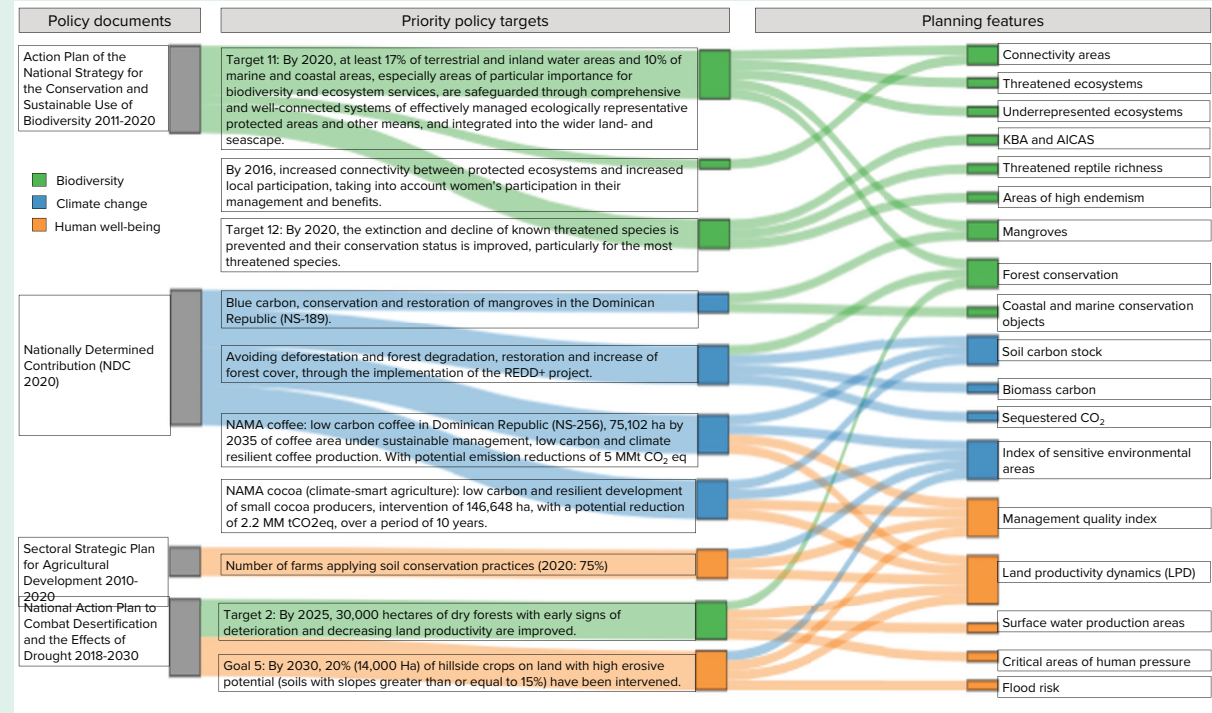 Policy documents
Priority policy targets
Planning features
Action Plan of the
National Strategy for
the Conservation and
Sustainable Use of
Biodiversity 2011-2020
Biodiversity
Climate change
Human well-being
Nationally Determined
Contribution (NDC
2020)
Sectoral Strategic Plan
for Agricultural
Development 2010-
2020
National Action Plan to
Combat Desertification
and the Effects of
Drought 2018-2030
Target 11: By 2020, at least 17% of terrestrial and inland water areas and 10% of
marine and coastal areas, especially areas of particular importance for
biodiversity and ecosystem services, are safeguarded through comprehensive
and well-connected systems of effectively managed ecologically representative
protected areas and other means, and integrated into the wider land- and
seascape.
By 2016, increased connectivity between protected ecosystems and increased
local participation, taking into account women's participation in their
management and benefits.
Target 12: By 2020, the extinction and decline of known threatened species is
prevented and their conservation status is improved, particularly for the most
threatened species.
Blue carbon, conservation and restoration of mangroves in the Dominican
Republic (NS-189).
Avoiding deforestation and forest degradation, restoration and increase of
forest cover, through the implementation of the REDD+ project.
NAMA coffee: low carbon coffee in Dominican Republic (NS-256), 75,102 ha by
2035 of coffee area under sustainable management, low carbon and climate
resilient coffee production. With potential emission reductions of 5 MMt CO₂ eq
NAMA cocoa (climate-smart agriculture): low carbon and resilient development
of small cocoa producers, intervention of 146,648 ha, with a potential reduction
of 2.2 MM tCO2eq, over a period of 10 years.
Number of farms applying soil conservation practices (2020: 75%)
Target 2: By 2025, 30,000 hectares of dry forests with early signs of
deterioration and decreasing land productivity are improved.
Goal 5: By 2030, 20% (14,000 Ha) of hillside crops on land with high erosive
potential (soils with slopes greater than or equal to 15%) have been intervened.
Connectivity areas
Threatened ecosystems
Underrepresented ecosystems
KBA and AICAS
Threatened reptile richness
Areas of high endemism
Mangroves
Forest conservation
Coastal and marine conservation
objects
Soil carbon stock
Biomass carbon
Sequestered CO₂
Index of sensitive environmental
areas
Management quality index
Land productivity dynamics (LPD)
Surface water production areas
Critical areas of human pressure
Flood risk